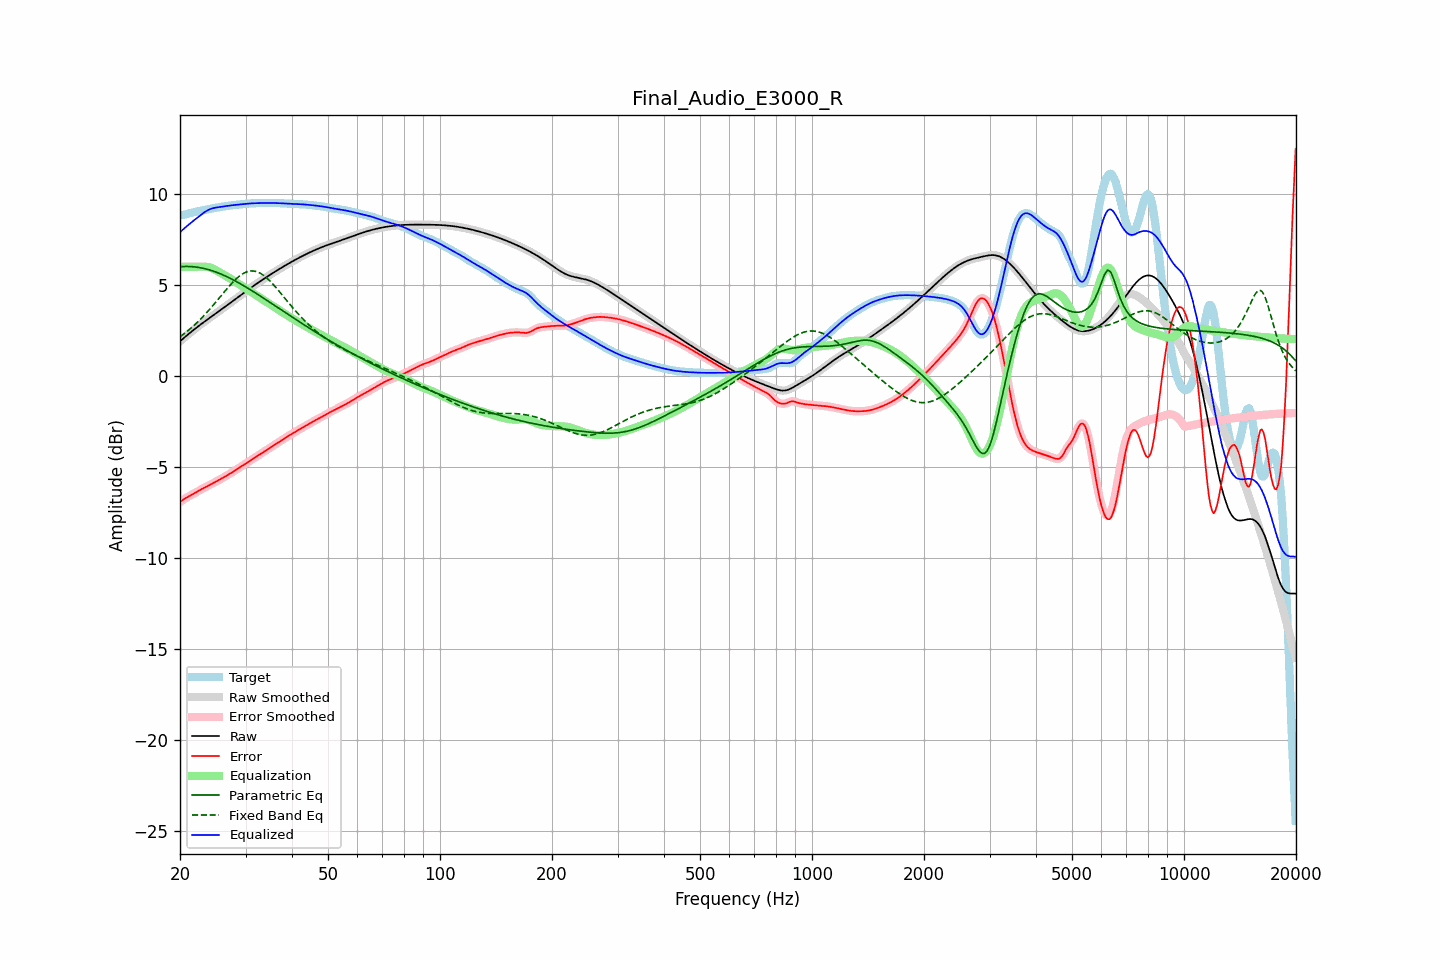 Final_Audio_E3000_R
Amplitude (dBr)
10
5
0
−5
−10
−15
−20
−25
Target
Raw Smoothed
Error Smoothed
Raw
Error
Equalization
Parametric Eq
Fixed Band Eq
Equalized
20 50 100 200 500 1000 2000 5000 10000 20000
Frequency (Hz)